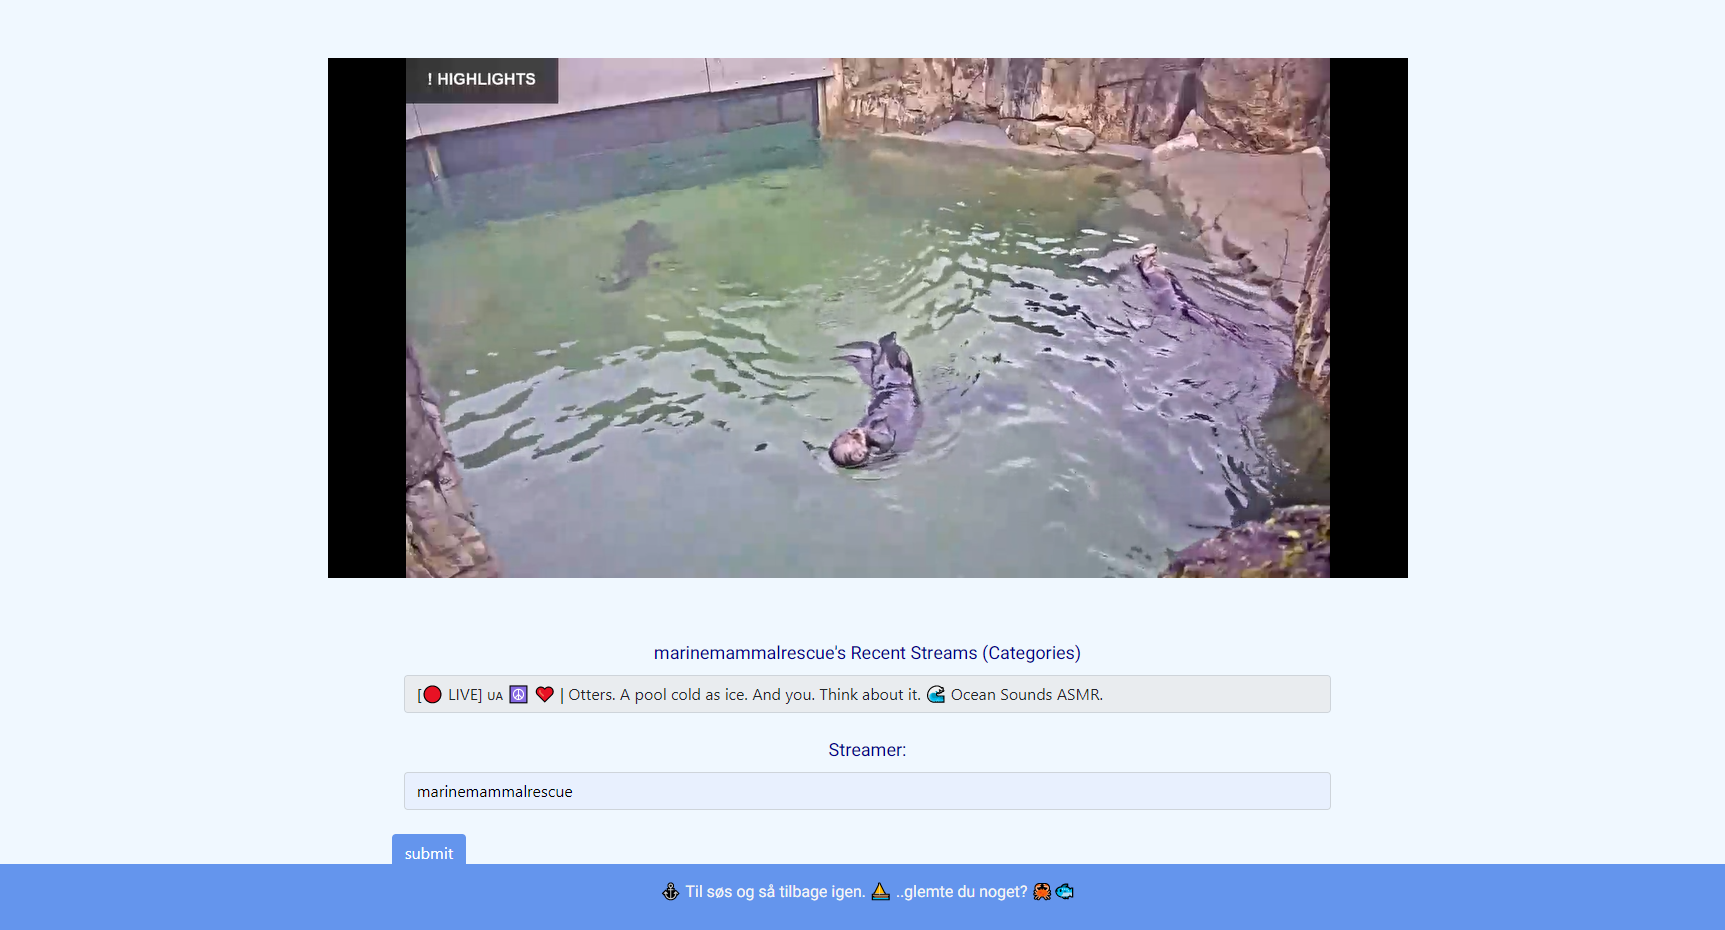 ! HIGHLIGHTS
marinemammalrescue's Recent Streams (Categories)
[🔴 LIVE] ᴜᴀ ☮️ ❤️ | Otters. A pool cold as ice. And you. Think about it. 🌊 Ocean Sounds ASMR.
Streamer:
marinemammalrescue
submit
⚓ Til søs og så tilbage igen. ⛵ ..glemte du noget? 🦀🐟